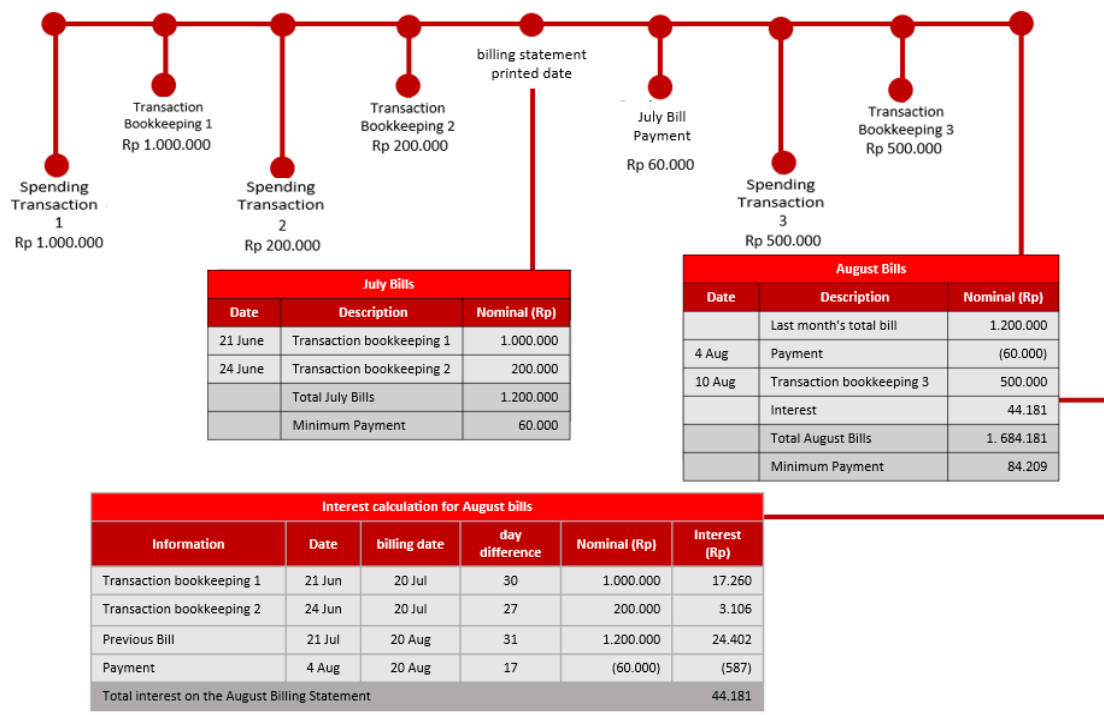 billing statement
printed date
Transaction
Bookkeeping 1
Rp 1.000.000
Transaction
Bookkeeping 2
Rp 200.000
July Bill
Payment
Rp 60.000
Transaction
Bookkeeping 3
Rp 500.000
Spending
Transaction
1
Rp 1.000.000
Spending
Transaction
2
Rp 200.000
Spending
Transaction
3
Rp 500.000
July Bills
Date Description Nominal (Rp)
21 June Transaction bookkeeping 1 1.000.000
24 June Transaction bookkeeping 2 200.000
Total July Bills 1.200.000
Minimum Payment 60.000
August Bills
Date Description Nominal (Rp)
Last month's total bill 1.200.000
4 Aug Payment (60.000)
10 Aug Transaction bookkeeping 3 500.000
Interest 44.181
Total August Bills 1. 684.181
Minimum Payment 84.209
Interest calculation for August bills
Information Date billing date day difference Nominal (Rp) Interest (Rp)
Transaction bookkeeping 1 21 Jun 20 Jul 30 1.000.000 17.260
Transaction bookkeeping 2 24 Jun 20 Jul 27 200.000 3.106
Previous Bill 21 Jul 20 Aug 31 1.200.000 24.402
Payment 4 Aug 20 Aug 17 (60.000) (587)
Total interest on the August Billing Statement 44.181